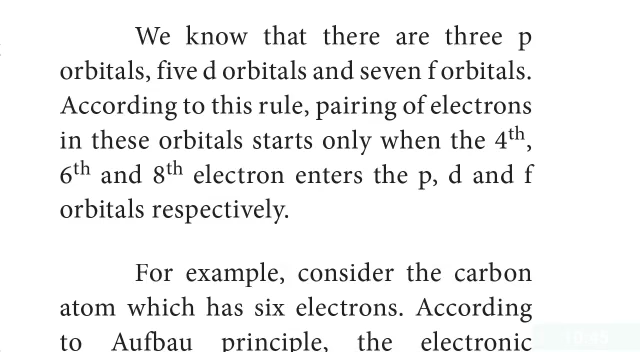 We know that there are three p
orbitals, five d orbitals and seven f orbitals.
According to this rule, pairing of electrons
in these orbitals starts only when the 4th,
6th and 8th electron enters the p, d and f
orbitals respectively.
For example, consider the carbon
atom which has six electrons. According
to Aufbau principle, the electronic